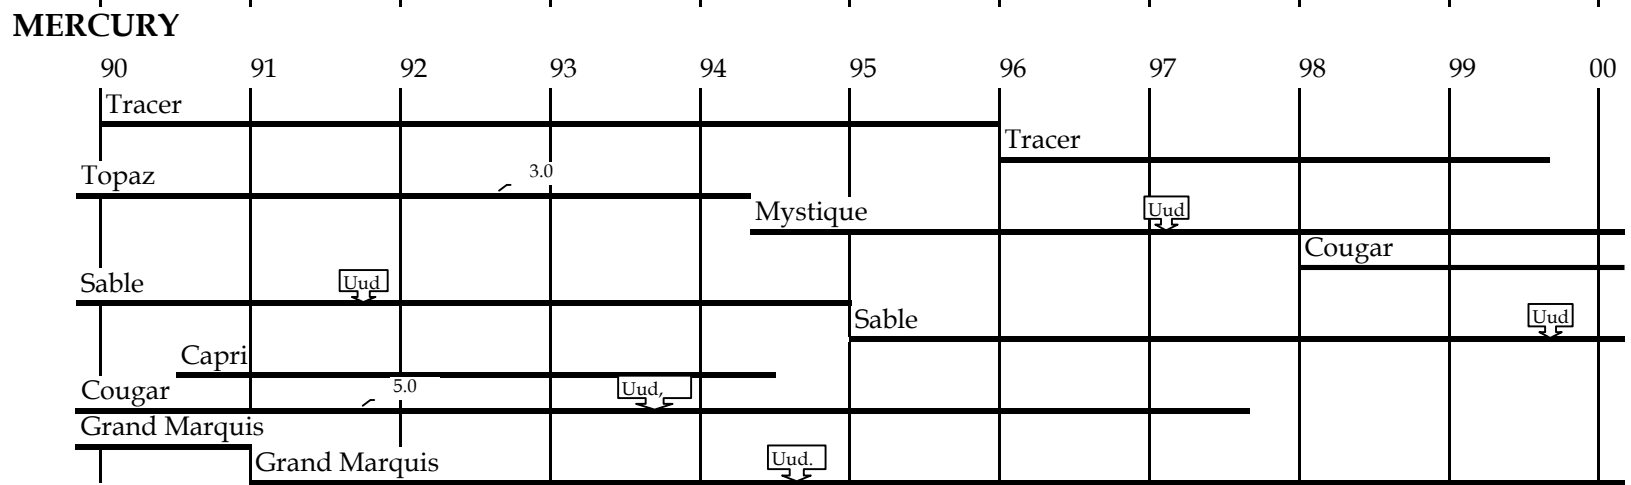 MERCURY
90 91 92 93 94 95 96 97 98 99 00
Tracer
Tracer
Topaz 3.0
Mystique Uud
Cougar
Sable Uud
Sable Uud
Capri
Cougar 5.0 Uud,
Grand Marquis
Grand Marquis Uud.